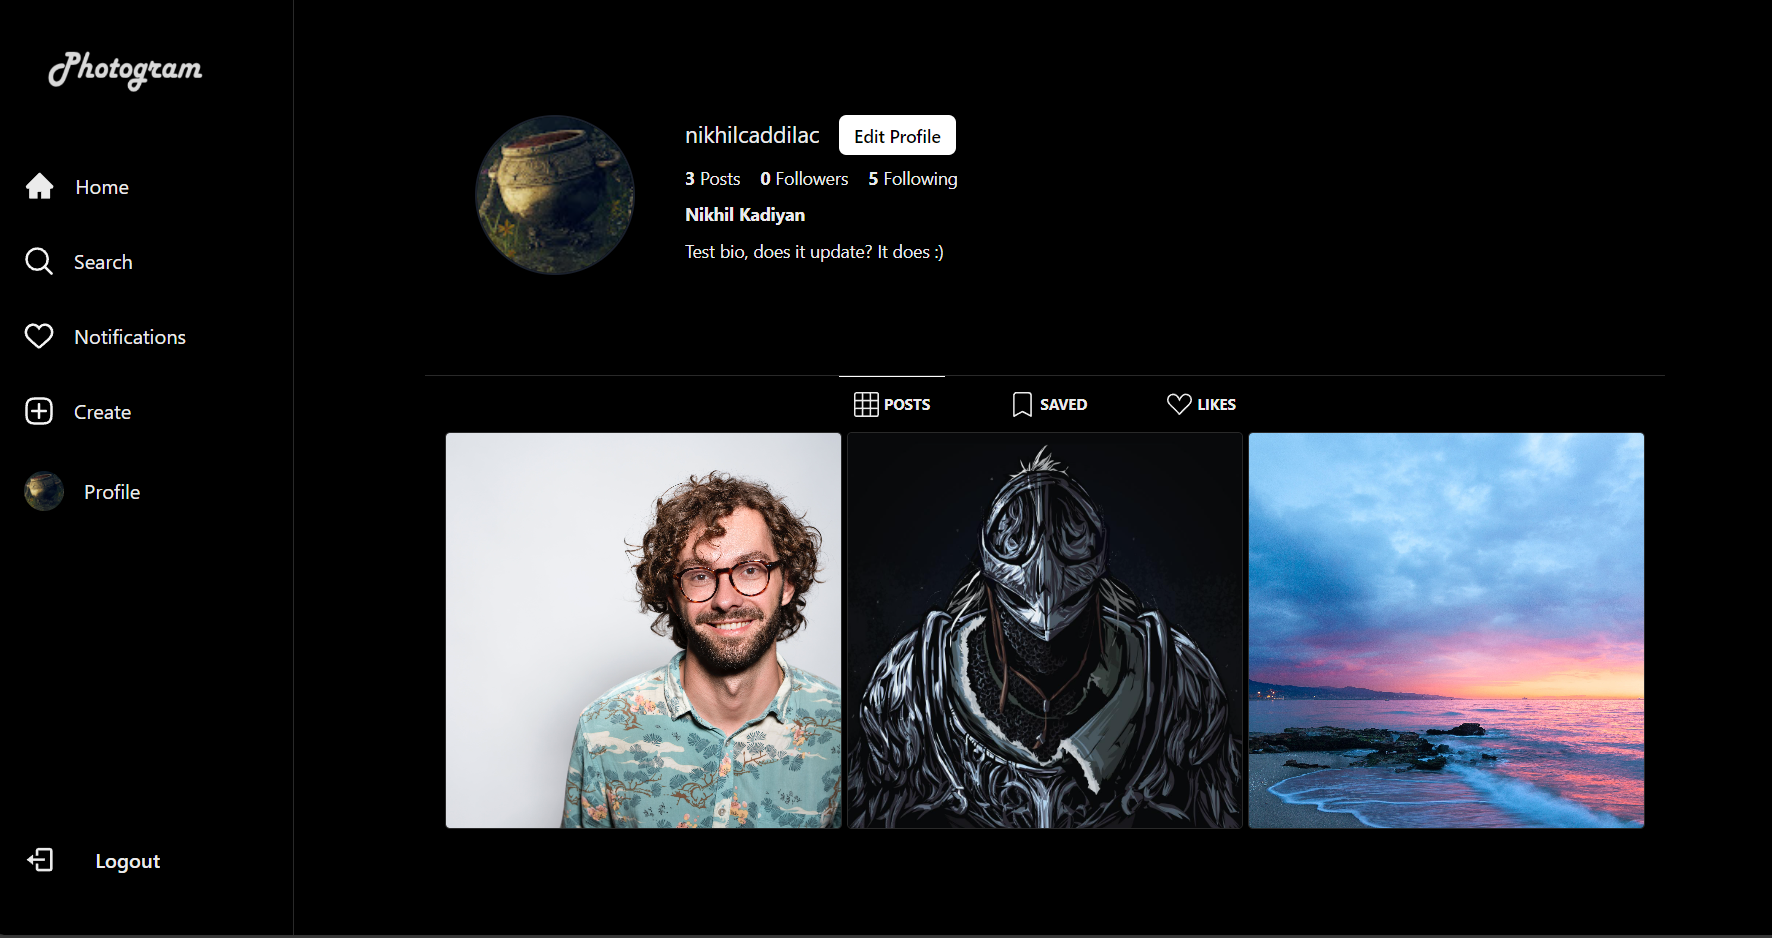 Photogram
Home
Search
Notifications
Create
Profile
Logout
nikhilcaddilac Edit Profile
3 Posts 0 Followers 5 Following
Nikhil Kadiyan
Test bio, does it update? It does :)
POSTS SAVED LIKES